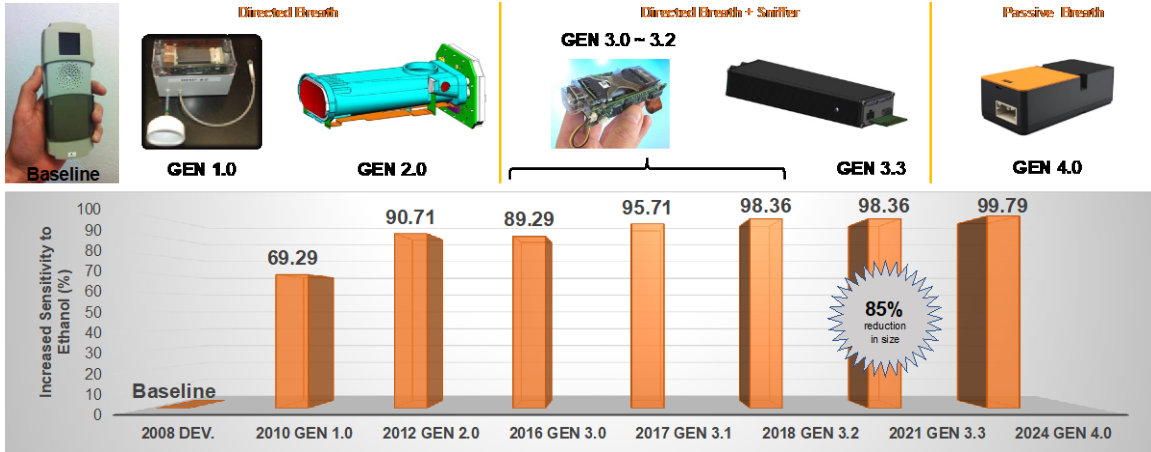 Directed Breath
Directed Breath + Sniffer
Passive Breath
GEN 3.0 ~ 3.2
Baseline
GEN 1.0
GEN 2.0
GEN 3.3
GEN 4.0
Increased Sensitivity to
Ethanol (%)
100
90
80
70
60
50
40
30
20
10
0
Baseline
69.29
90.71
89.29
95.71
98.36
98.36
99.79
85%
reduction
in size
2008 DEV.
2010 GEN 1.0
2012 GEN 2.0
2016 GEN 3.0
2017 GEN 3.1
2018 GEN 3.2
2021 GEN 3.3
2024 GEN 4.0